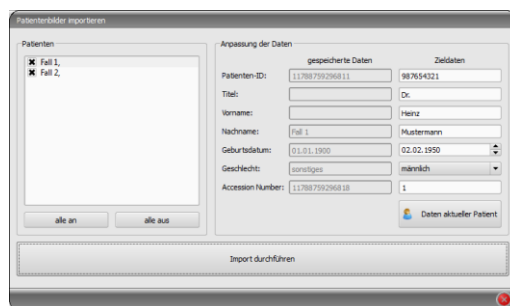 Patientenbilder importieren
Patienten
Fall 1,
Fall 2,
alle an
alle aus
Anpassung der Daten
gespeicherte Daten Zieldaten
Patienten-ID: 11788759296811 987654321
Titel: Dr.
Vorname: Heinz
Nachname: Fall 1 Mustermann
Geburtsdatum: 01.01.1900 02.02.1950
Geschlecht: sonstiges männlich
Accession Number: 11788759296818 1
Daten aktueller Patient
Import durchführen